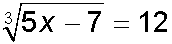 ∛(5x − 7) = 12